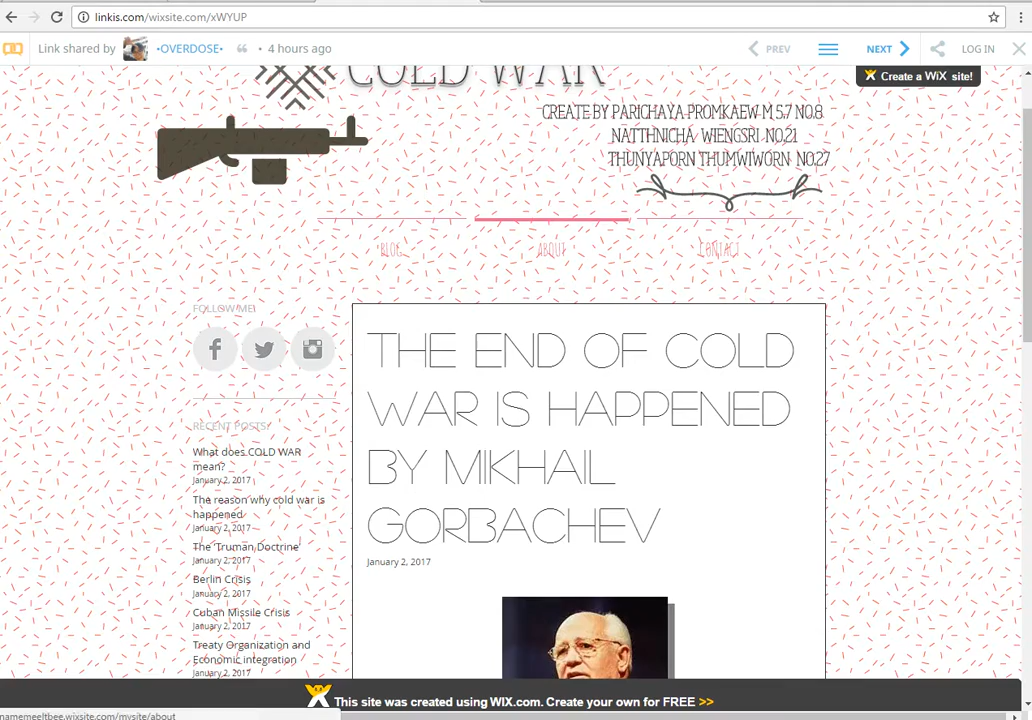 linkis.com/wixsite.com/xWYUP
Link shared by •OVERDOSE• • 4 hours ago PREV NEXT LOG IN
COLD WAR
Create a WiX site!
CREATE BY PARICHAYA PROMKAEW M 5.7 NO.8
NATTHNICHA WIENGSRI NO.21
THUNYAPORN THUMWIWORN NO.27
BLOG ABOUT CONTACT
FOLLOW ME!
RECENT POSTS:
What does COLD WAR
mean?
January 2, 2017
The reason why cold war is
happened
January 2, 2017
The 'Truman Doctrine'
January 2, 2017
Berlin Crisis
January 2, 2017
Cuban Missile Crisis
January 2, 2017
Treaty Organization and
Economic integration
January 2, 2017
THE END OF COLD
WAR IS HAPPENED
BY MIKHAIL
GORBACHEV
January 2, 2017
This site was created using WIX.com. Create your own for FREE >>
namemeeltbee.wixsite.com/mysite/about